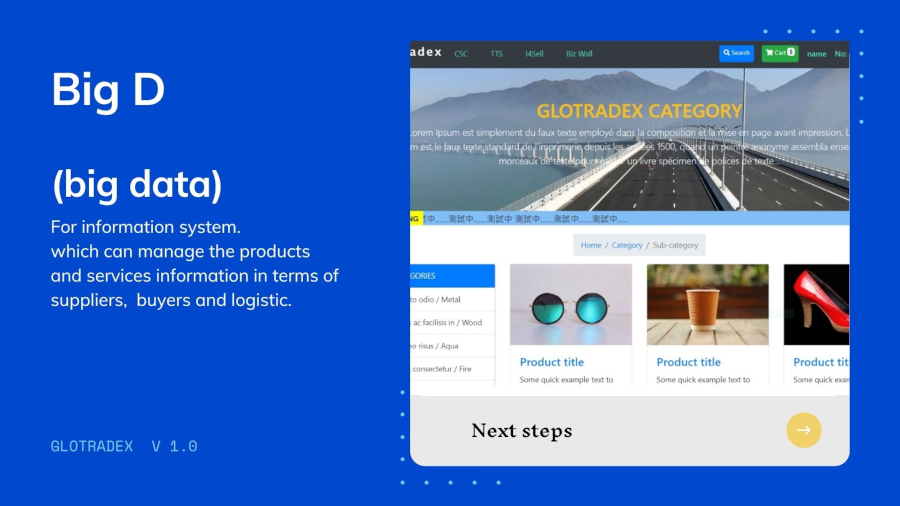 Big D
(big data)
For information system.
which can manage the products
and services information in terms of
suppliers, buyers and logistic.
GLOTRADEX V 1.0
adex CSC TTS I4Sell Biz Wall Search Cart 5 name No:
GLOTRADEX CATEGORY
orem Ipsum est simplement du faux texte employé dans la composition et la mise en page avant impression. L
m est le faux texte standard de l'imprimerie depuis les années 1500, quand un peintre anonyme assembla ense
morceaux de texte pour réaliser un livre spécimen de polices de texte.
NG 中......測試中......測試中 測試中......測試中......測試中......
Home / Category / Sub-category
GORIES
to odio / Metal
ac facilisis in / Wood
eo risus / Aqua
consectetur / Fire
Product title
Some quick example text to
Product title
Some quick example text to
Product tit
Some quick exam
Next steps